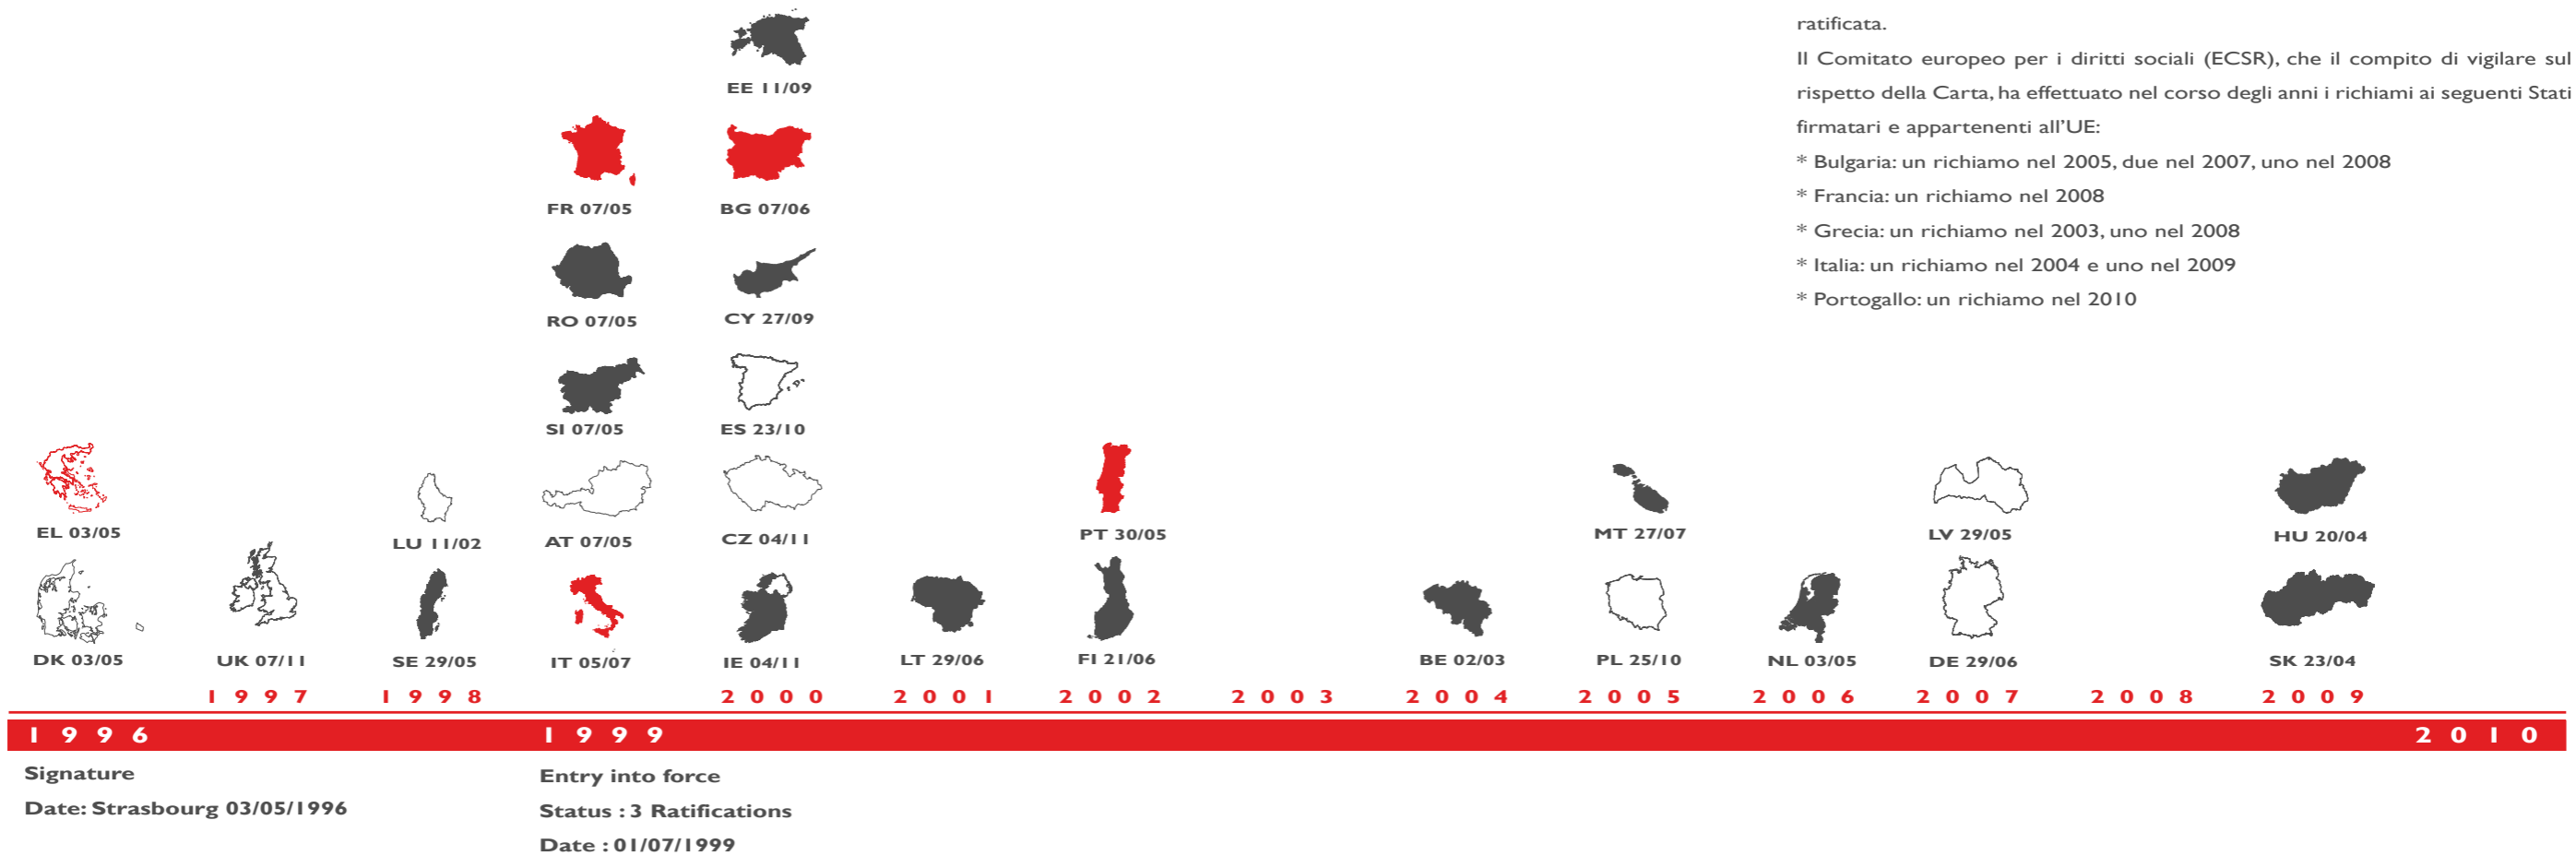 ratificata.
Il Comitato europeo per i diritti sociali (ECSR), che il compito di vigilare sul
rispetto della Carta, ha effettuato nel corso degli anni i richiami ai seguenti Stati
firmatari e appartenenti all'UE:
* Bulgaria: un richiamo nel 2005, due nel 2007, uno nel 2008
* Francia: un richiamo nel 2008
* Grecia: un richiamo nel 2003, uno nel 2008
* Italia: un richiamo nel 2004 e uno nel 2009
* Portogallo: un richiamo nel 2010
EE 11/09
FR 07/05
BG 07/06
RO 07/05
CY 27/09
SI 07/05
ES 23/10
EL 03/05
LU 11/02
AT 07/05
CZ 04/11
PT 30/05
MT 27/07
LV 29/05
HU 20/04
DK 03/05
UK 07/11
SE 29/05
IT 05/07
IE 04/11
LT 29/06
FI 21/06
BE 02/03
PL 25/10
NL 03/05
DE 29/06
SK 23/04
1997
1998
2000
2001
2002
2003
2004
2005
2006
2007
2008
2009
1996
1999
2010
Signature
Date: Strasbourg 03/05/1996
Entry into force
Status : 3 Ratifications
Date : 01/07/1999